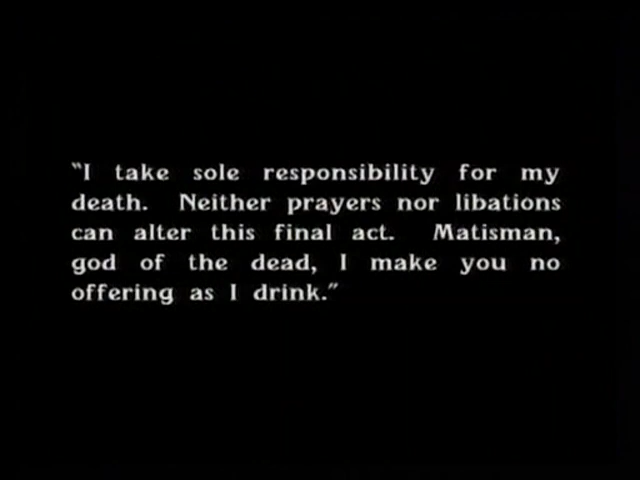 “I take sole responsibility for my
death. Neither prayers nor libations
can alter this final act. Matisman,
god of the dead, I make you no
offering as I drink.”